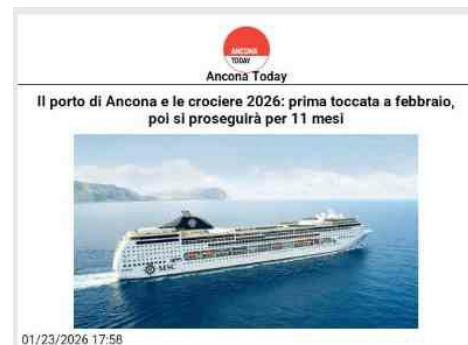 ANCONA
TODAY
Ancona Today
Il porto di Ancona e le crociere 2026: prima toccata a febbraio,
poi si proseguirà per 11 mesi
MSC
01/23/2026 17:58